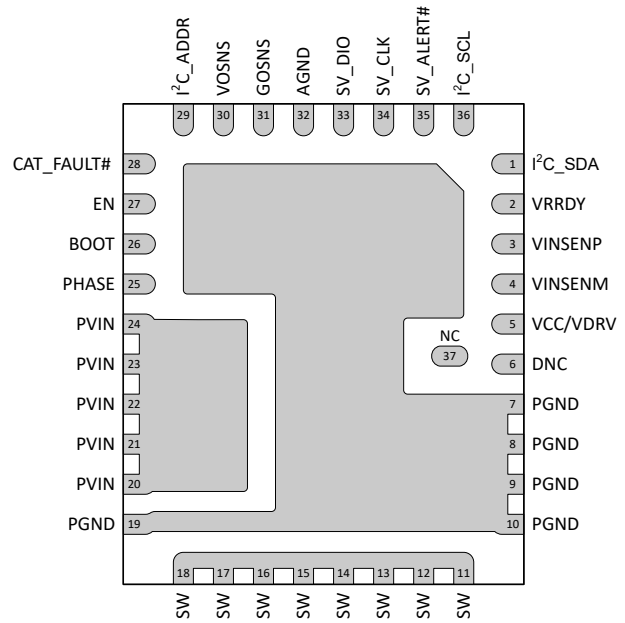 I²C_ADDR
VOSNS
GOSNS
AGND
SV_DIO
SV_CLK
SV_ALERT#
I²C_SCL
29 30 31 32 33 34 35 36
CAT_FAULT# 28 1 I²C_SDA
EN 27 2 VRRDY
BOOT 26 3 VINSENP
PHASE 25 4 VINSENM
PVIN 24 5 VCC/VDRV
NC
37
PVIN 23 6 DNC
PVIN 22 7 PGND
PVIN 21 8 PGND
PVIN 20 9 PGND
PGND 19 10 PGND
18 17 16 15 14 13 12 11
SW
SW
SW
SW
SW
SW
SW
SW